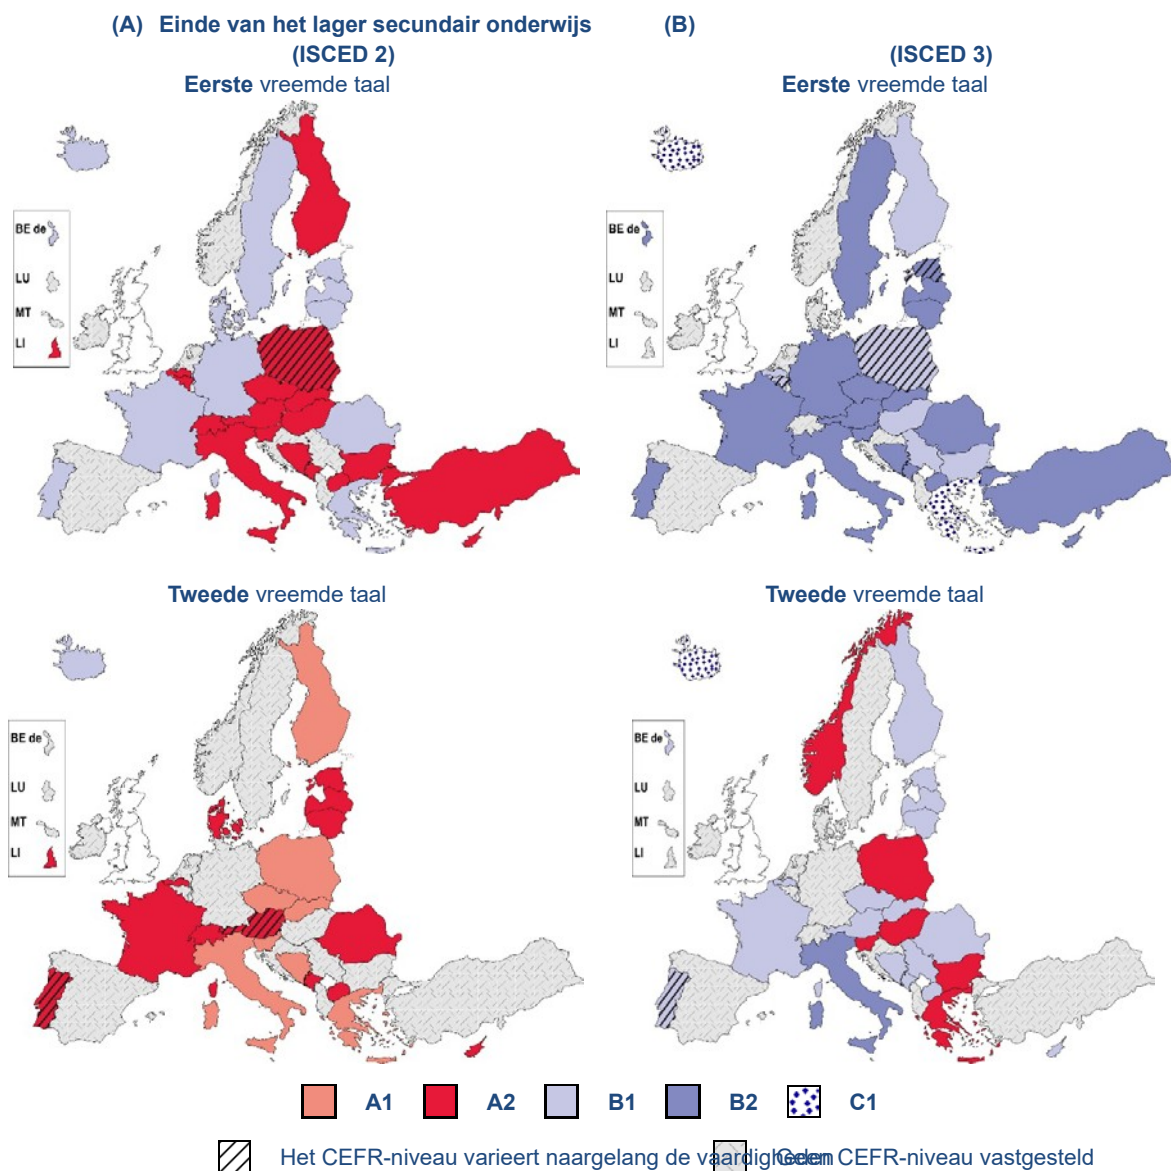 (A) Einde van het lager secundair onderwijs (B)
(ISCED 2) (ISCED 3)
Eerste vreemde taal Eerste vreemde taal
BE de
LU
MT
LI
BE de
LU
MT
LI
Tweede vreemde taal Tweede vreemde taal
BE de
LU
MT
LI
BE de
LU
MT
LI
A1 A2 B1 B2 C1
Het CEFR-niveau varieert naargelang de vaardigheden Geen CEFR-niveau vastgesteld